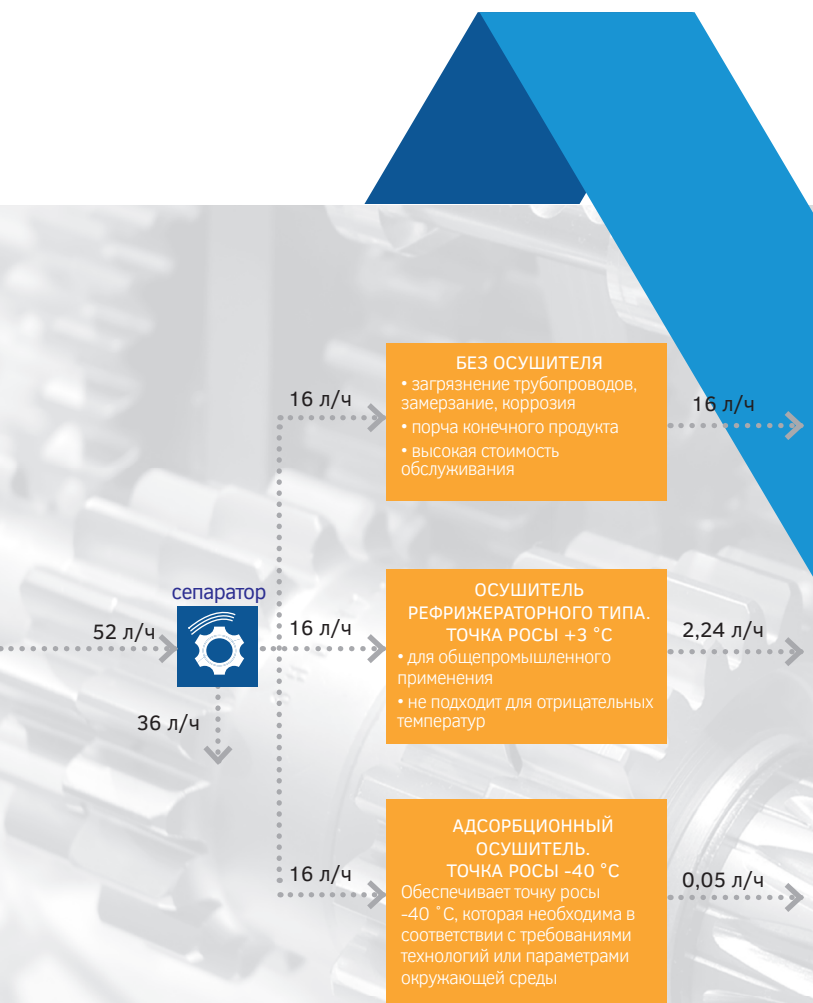 БЕЗ ОСУШИТЕЛЯ
• загрязнение трубопроводов,
замерзание, коррозия
• порча конечного продукта
• высокая стоимость
обслуживания
16 л/ч
16 л/ч
сепаратор
52 л/ч
36 л/ч
16 л/ч
ОСУШИТЕЛЬ
РЕФРИЖЕРАТОРНОГО ТИПА.
ТОЧКА РОСЫ +3 °C
• для общепромышленного
применения
• не подходит для отрицательных
температур
2,24 л/ч
16 л/ч
АДСОРБЦИОННЫЙ
ОСУШИТЕЛЬ.
ТОЧКА РОСЫ -40 °C
Обеспечивает точку росы
-40 ˚C, которая необходима в
соответствии с требованиями
технологий или параметрами
окружающей среды
0,05 л/ч